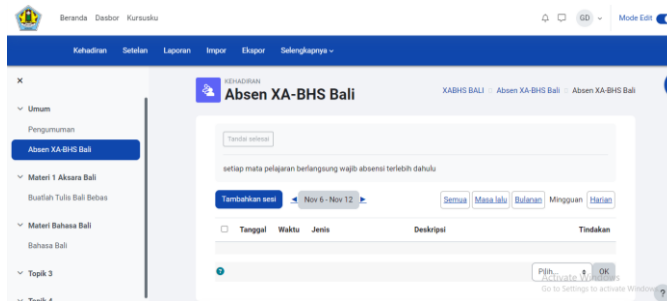 Beranda Dasbor Kursusku
GD
Mode Edit
Kehadiran Setelan Laporan Impor Ekspor Selengkapnya
Umum
Pengumuman
Absen XA-BHS Bali
Materi 1 Aksara Bali
Buatlah Tulis Bali Bebas
Materi Bahasa Bali
Bahasa Bali
Topik 3
Topik 4
KEHADIRAN
Absen XA-BHS Bali
XABHS BALI Absen XA-BHS Bali Absen XA-BHS Bali
Tandai selesai
setiap mata pelajaran berlangsung wajib absensi terlebih dahulu
Tambahkan sesi
Nov 6 - Nov 12
Semua Masa lalu Bulanan Mingguan Harian
Tanggal Waktu Jenis Deskripsi Tindakan
?
Pilih... OK
Activate Windows
Go to Settings to activate Windows
?